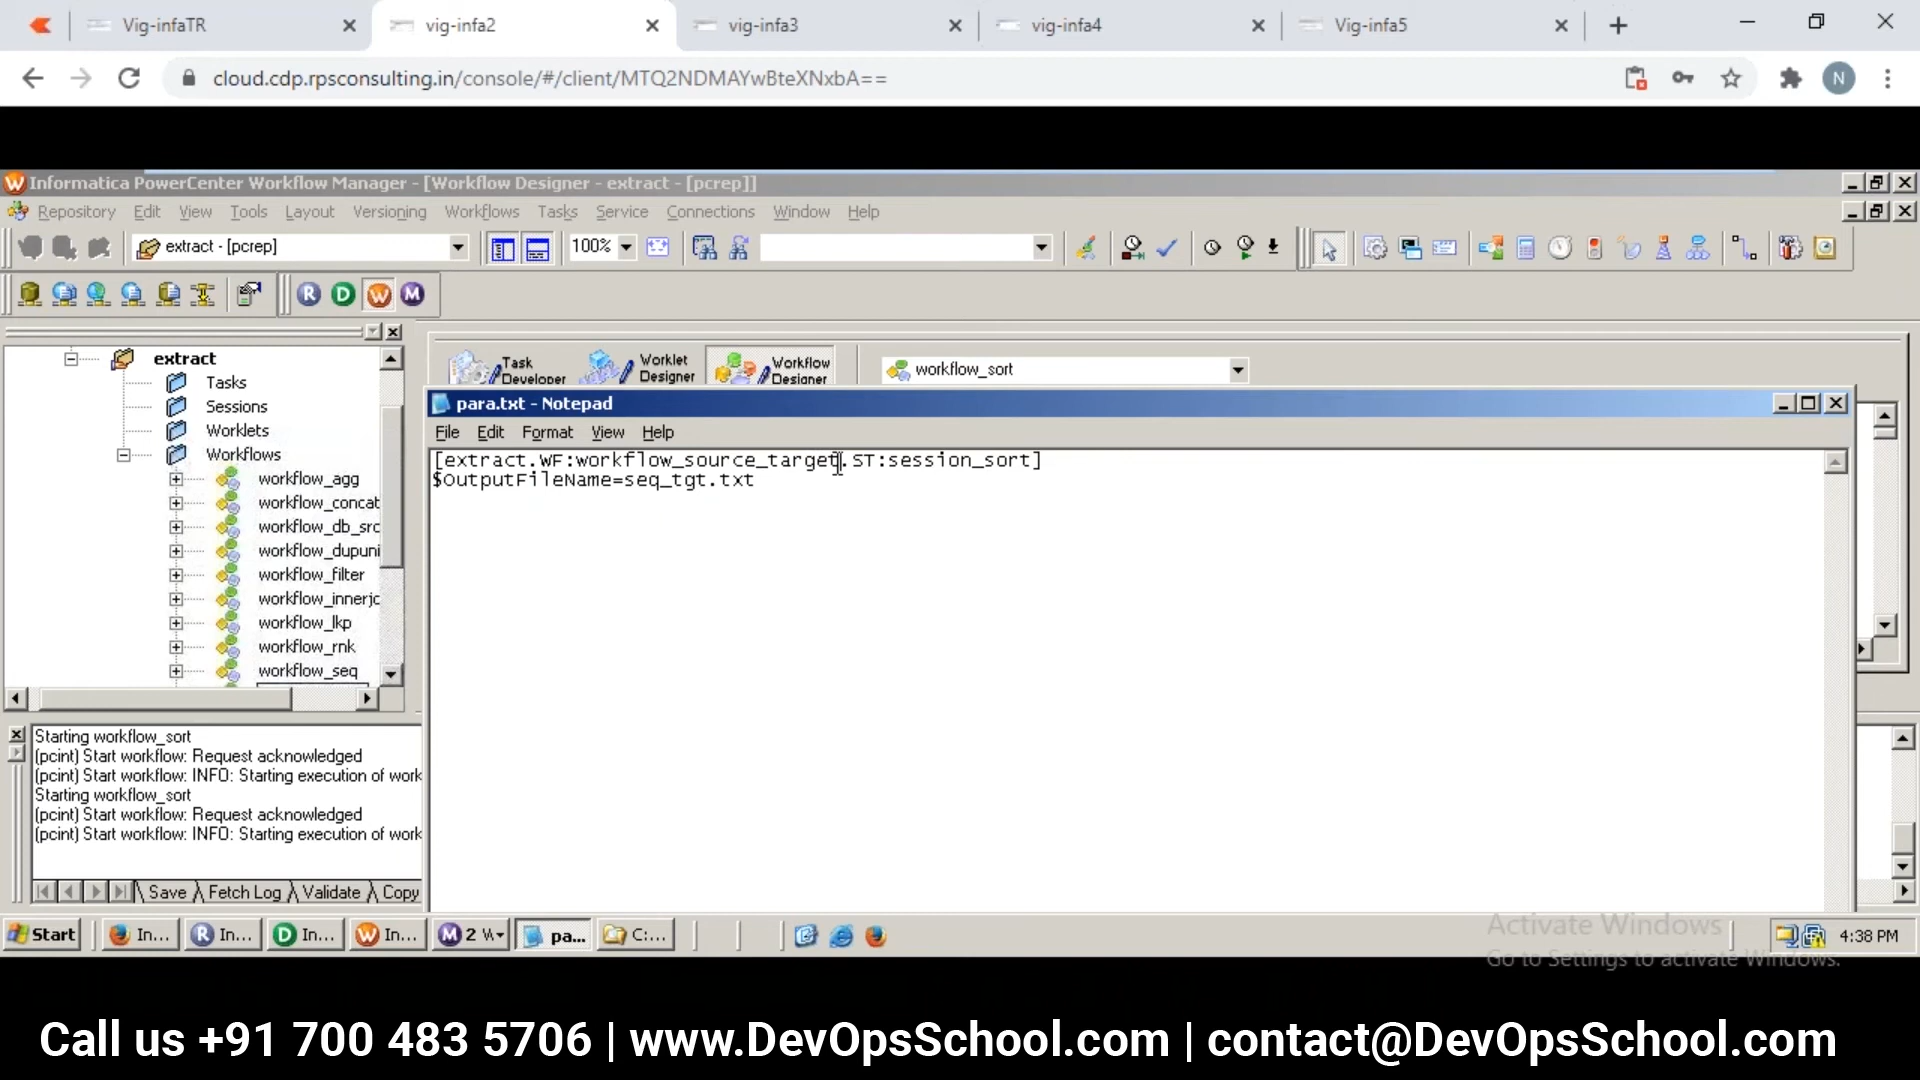 Vig-infaTR
vig-infa2
vig-infa3
vig-infa4
Vig-infa5
cloud.cdp.rpsconsulting.in/console/#/client/MTQ2NDMAYwBteXNxbA==
N
Informatica PowerCenter Workflow Manager - [Workflow Designer - extract - [pcrep]]
Repository Edit View Tools Layout Versioning Workflows Tasks Service Connections Window Help
extract - [pcrep]
100%
R D W M
extract
Tasks
Sessions
Worklets
Workflows
workflow_agg
workflow_concat
workflow_db_src
workflow_dupuni
workflow_filter
workflow_innerjc
workflow_lkp
workflow_rnk
workflow_seq
Task
Developer
Worklet
Designer
Workflow
Designer
workflow_sort
para.txt - Notepad
File Edit Format View Help
[extract.WF:workflow_source_target.ST:session_sort]
$OutputFileName=seq_tgt.txt
Starting workflow_sort
(pcint) Start workflow: Request acknowledged
(pcint) Start workflow: INFO: Starting execution of work
Starting workflow_sort
(pcint) Start workflow: Request acknowledged
(pcint) Start workflow: INFO: Starting execution of work
Save Fetch Log Validate Copy
Start In... R In... D In... W In... M 2 W pa... C:...
4:38 PM
Activate Windows
Go to Settings to activate Windows.
Call us +91 700 483 5706 | www.DevOpsSchool.com | contact@DevOpsSchool.com